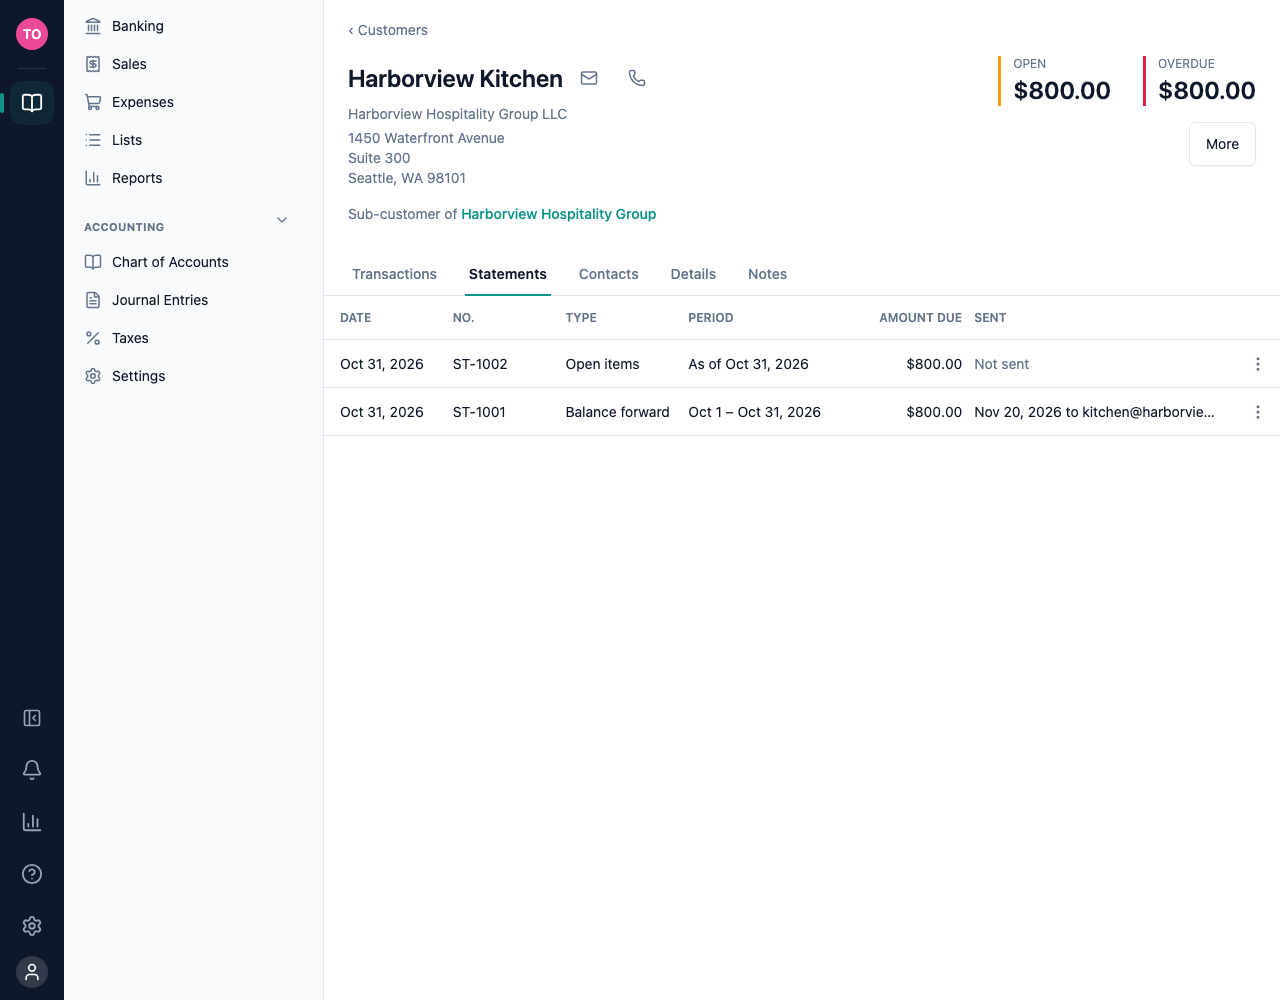 TO
Banking
Sales
Expenses
Lists
Reports
ACCOUNTING
Chart of Accounts
Journal Entries
Taxes
Settings
‹ Customers
Harborview Kitchen
OPEN
$800.00
OVERDUE
$800.00
Harborview Hospitality Group LLC
1450 Waterfront Avenue
Suite 300
Seattle, WA 98101
More
Sub-customer of Harborview Hospitality Group
Transactions Statements Contacts Details Notes
DATE NO. TYPE PERIOD AMOUNT DUE SENT
Oct 31, 2026 ST-1002 Open items As of Oct 31, 2026 $800.00 Not sent
Oct 31, 2026 ST-1001 Balance forward Oct 1 – Oct 31, 2026 $800.00 Nov 20, 2026 to kitchen@harborvie...